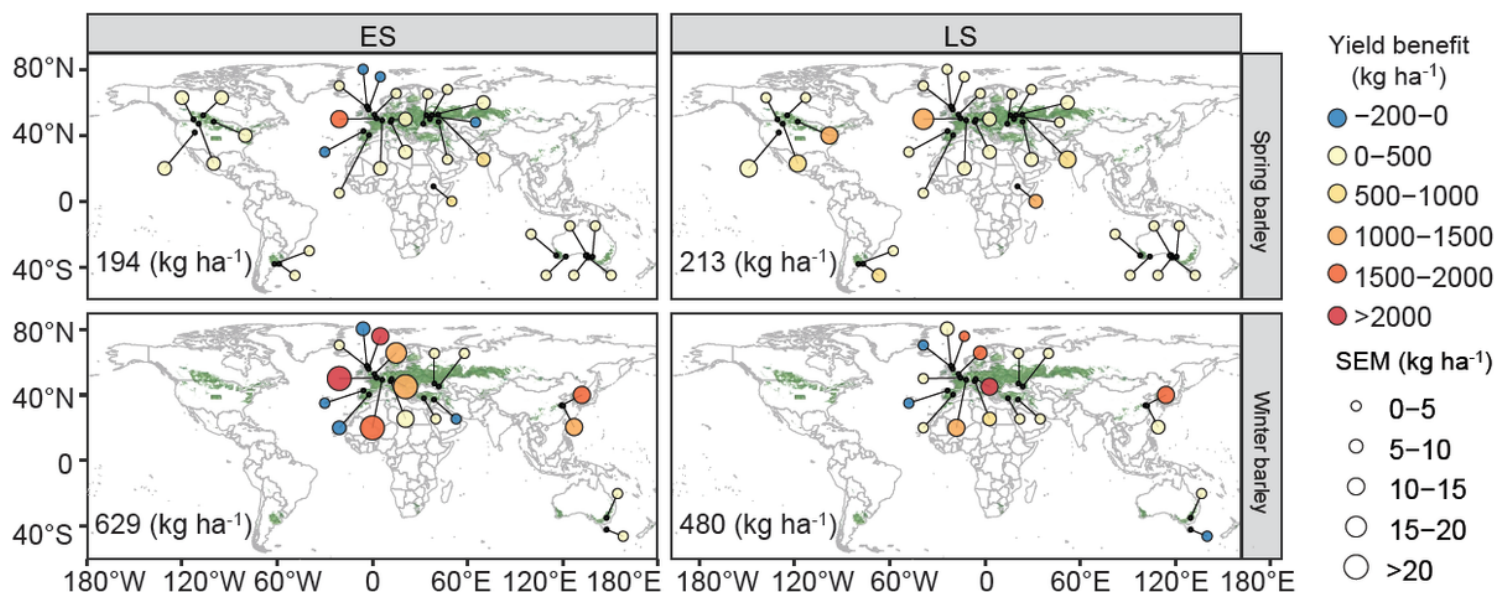 ES
LS
80°N
40°N
0
40°S
194 (kg ha⁻¹)
213 (kg ha⁻¹)
Spring barley
80°N
40°N
0
40°S
629 (kg ha⁻¹)
480 (kg ha⁻¹)
Winter barley
180°W 120°W 60°W 0 60°E 120°E 180°E
180°W 120°W 60°W 0 60°E 120°E 180°E
Yield benefit
(kg ha⁻¹)
−200−0
0−500
500−1000
1000−1500
1500−2000
>2000
SEM (kg ha⁻¹)
0−5
5−10
10−15
15−20
>20